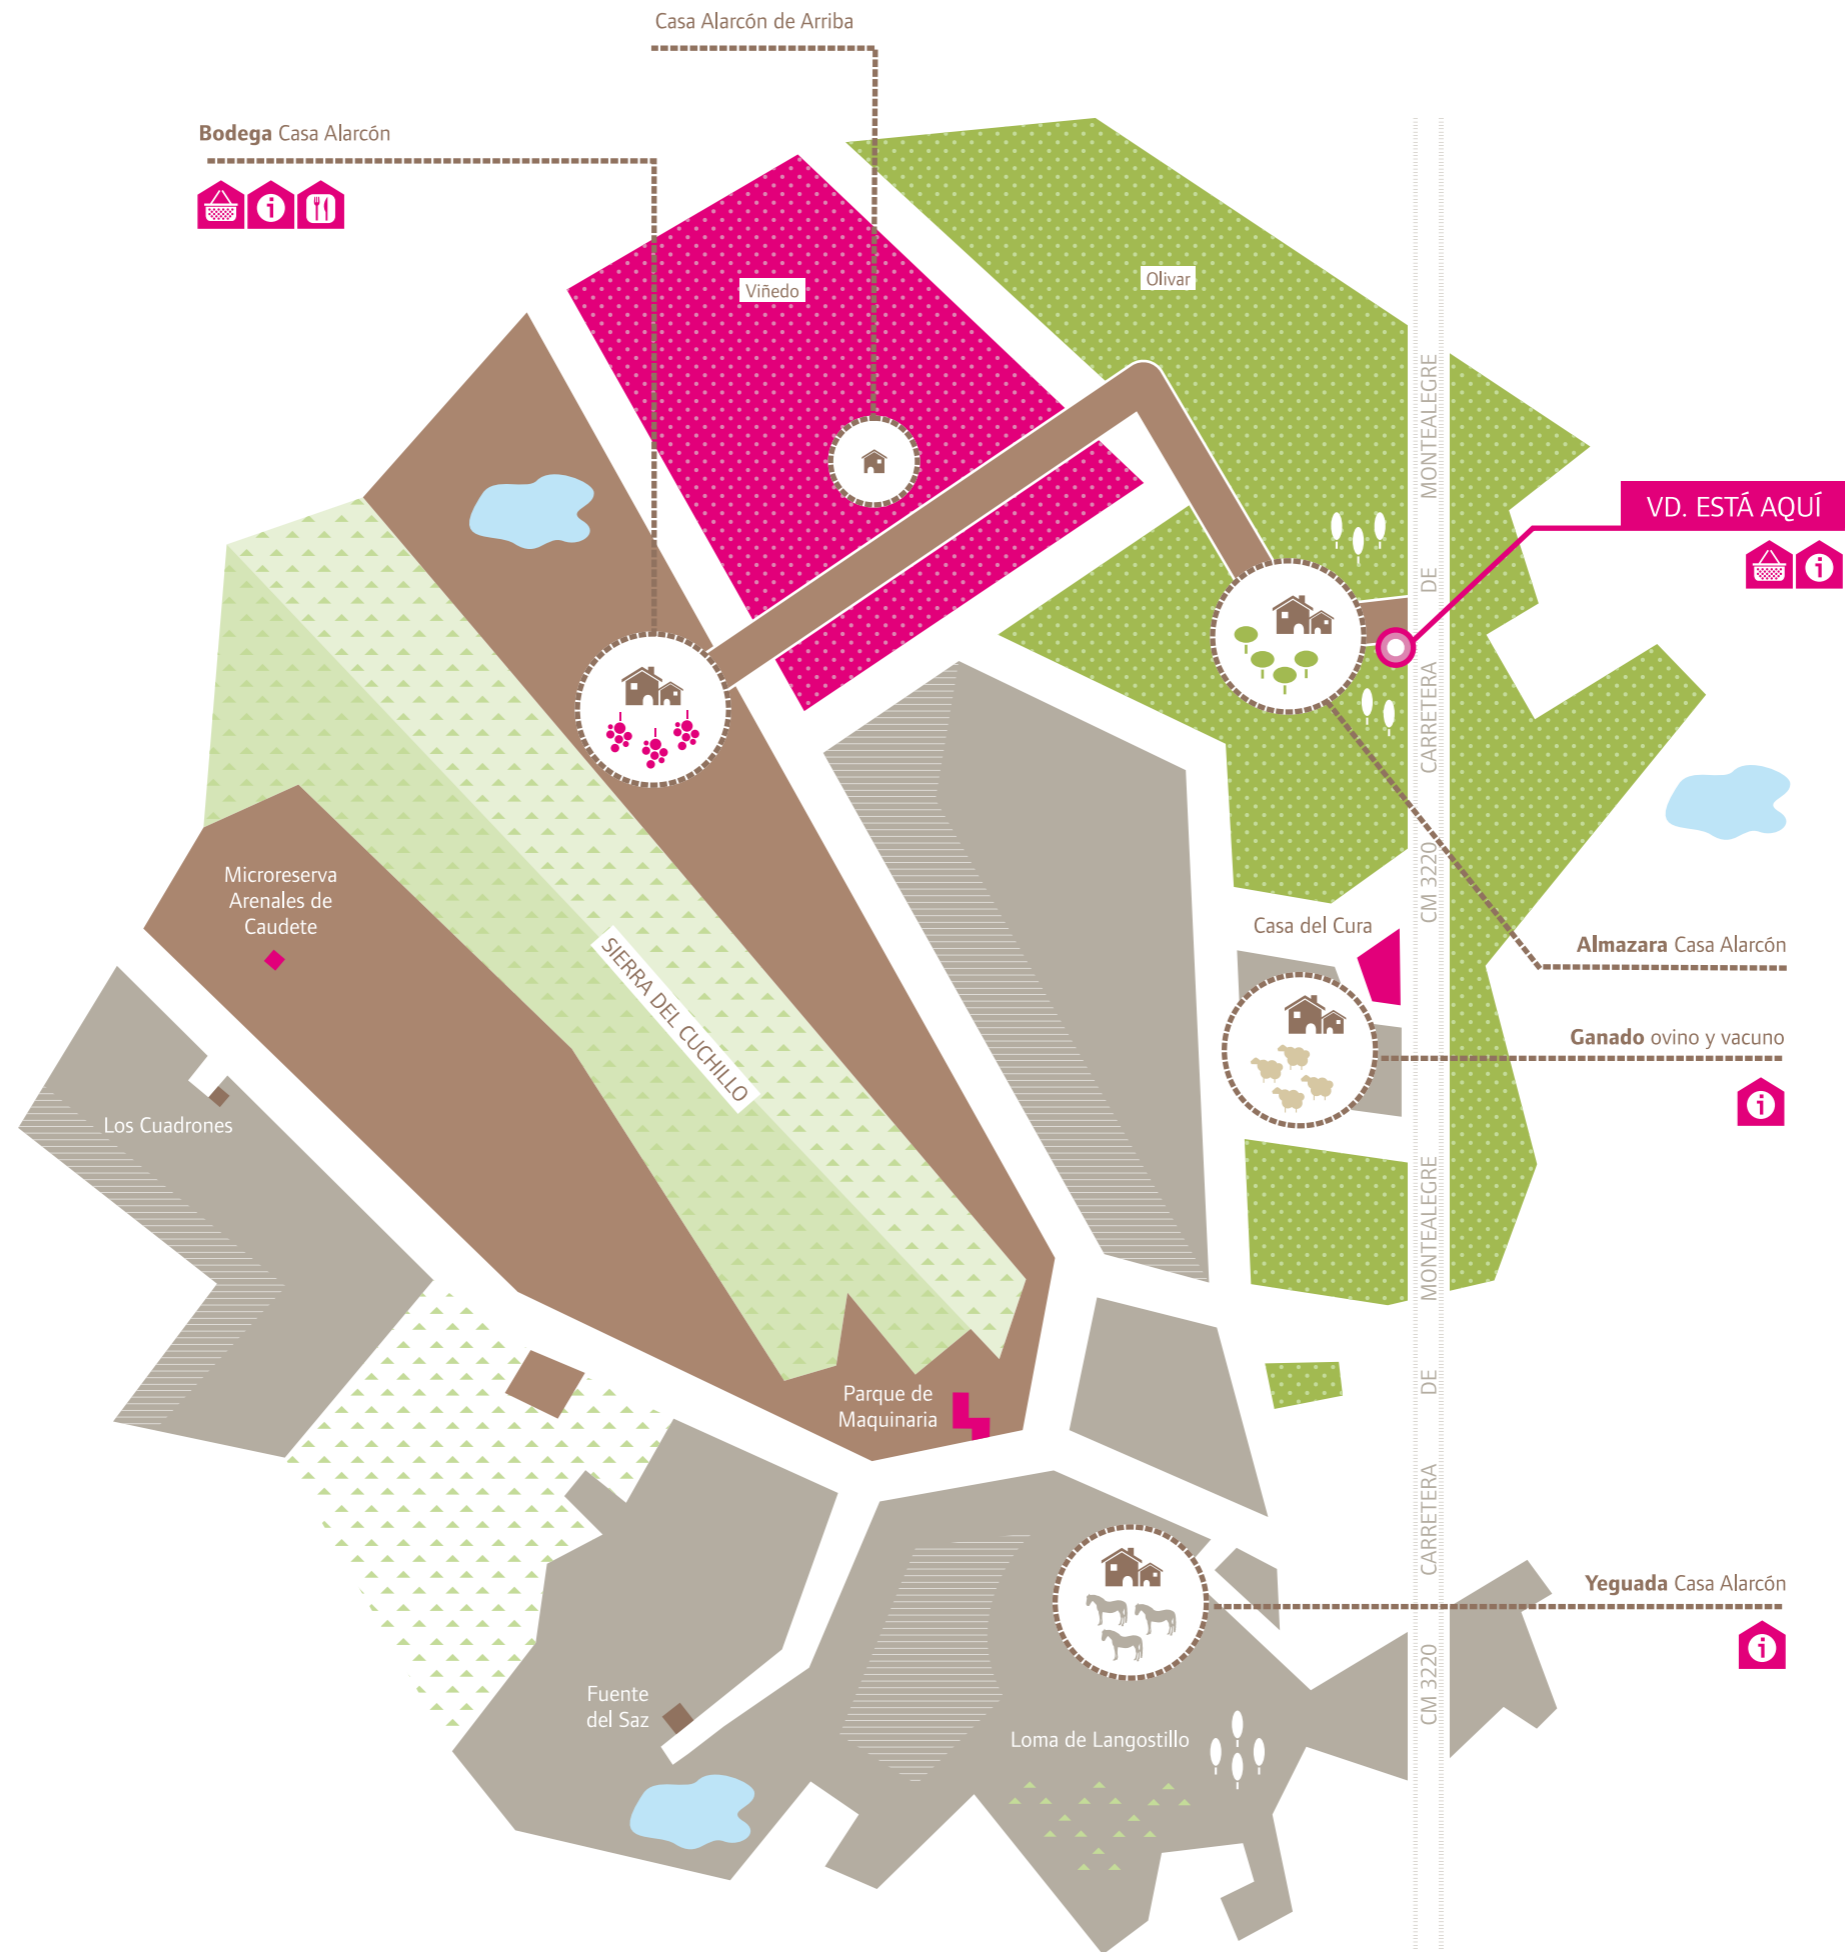 Casa Alarcón de Arriba
Bodega Casa Alarcón
Viñedo
Olivar
VD. ESTÁ AQUÍ
CM 3220 CARRETERA DE MONTEALEGRE
Microreserva
Arenales de
Caudete
SIERRA DEL CUCHILLO
Casa del Cura
Almazara Casa Alarcón
Ganado ovino y vacuno
Los Cuadrones
CM 3220 CARRETERA DE MONTEALEGRE
Parque de
Maquinaria
Yeguada Casa Alarcón
Fuente
del Saz
Loma de Langostillo